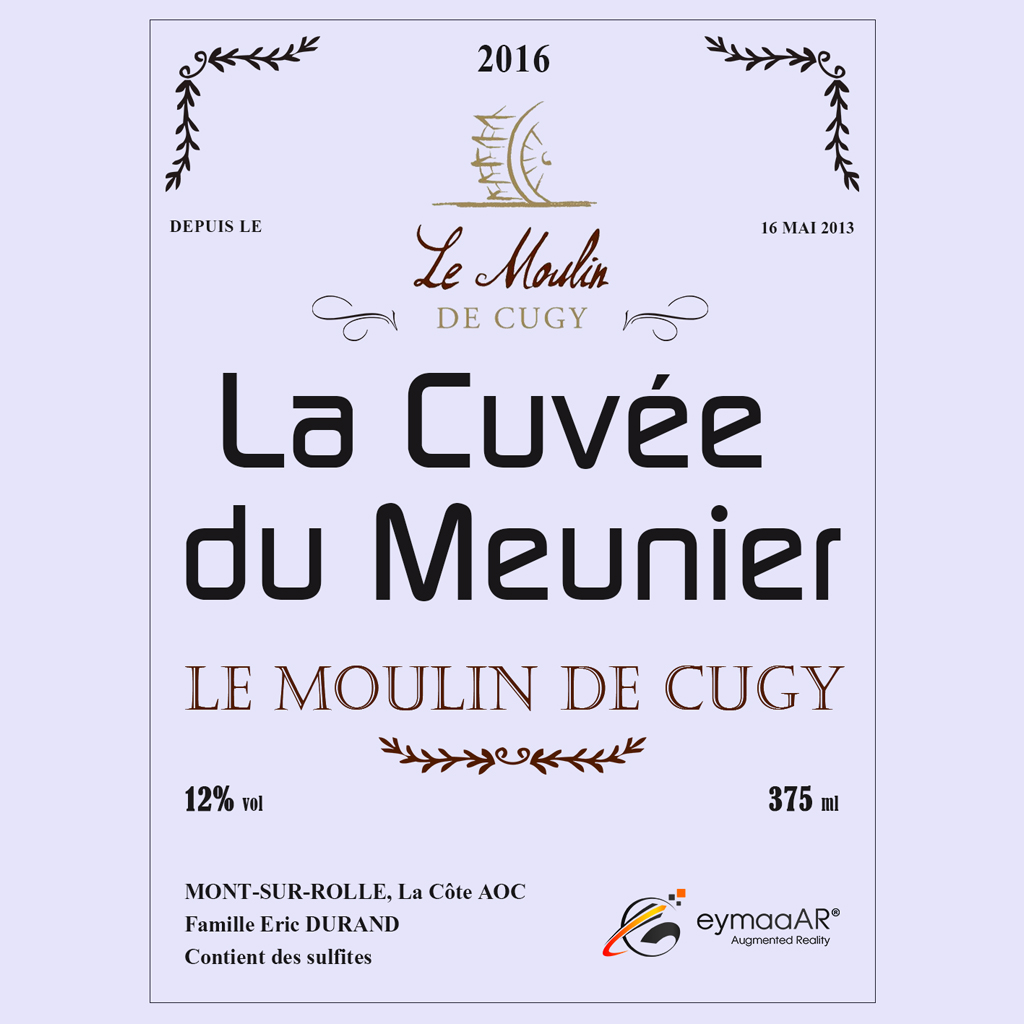 2016
DEPUIS LE
16 MAI 2013
Le Moulin
DE CUGY
La Cuvée
du Meunier
LE MOULIN DE CUGY
12% vol
375 ml
MONT-SUR-ROLLE, La Côte AOC
Famille Eric DURAND
Contient des sulfites
eymaaAR®
Augmented Reality